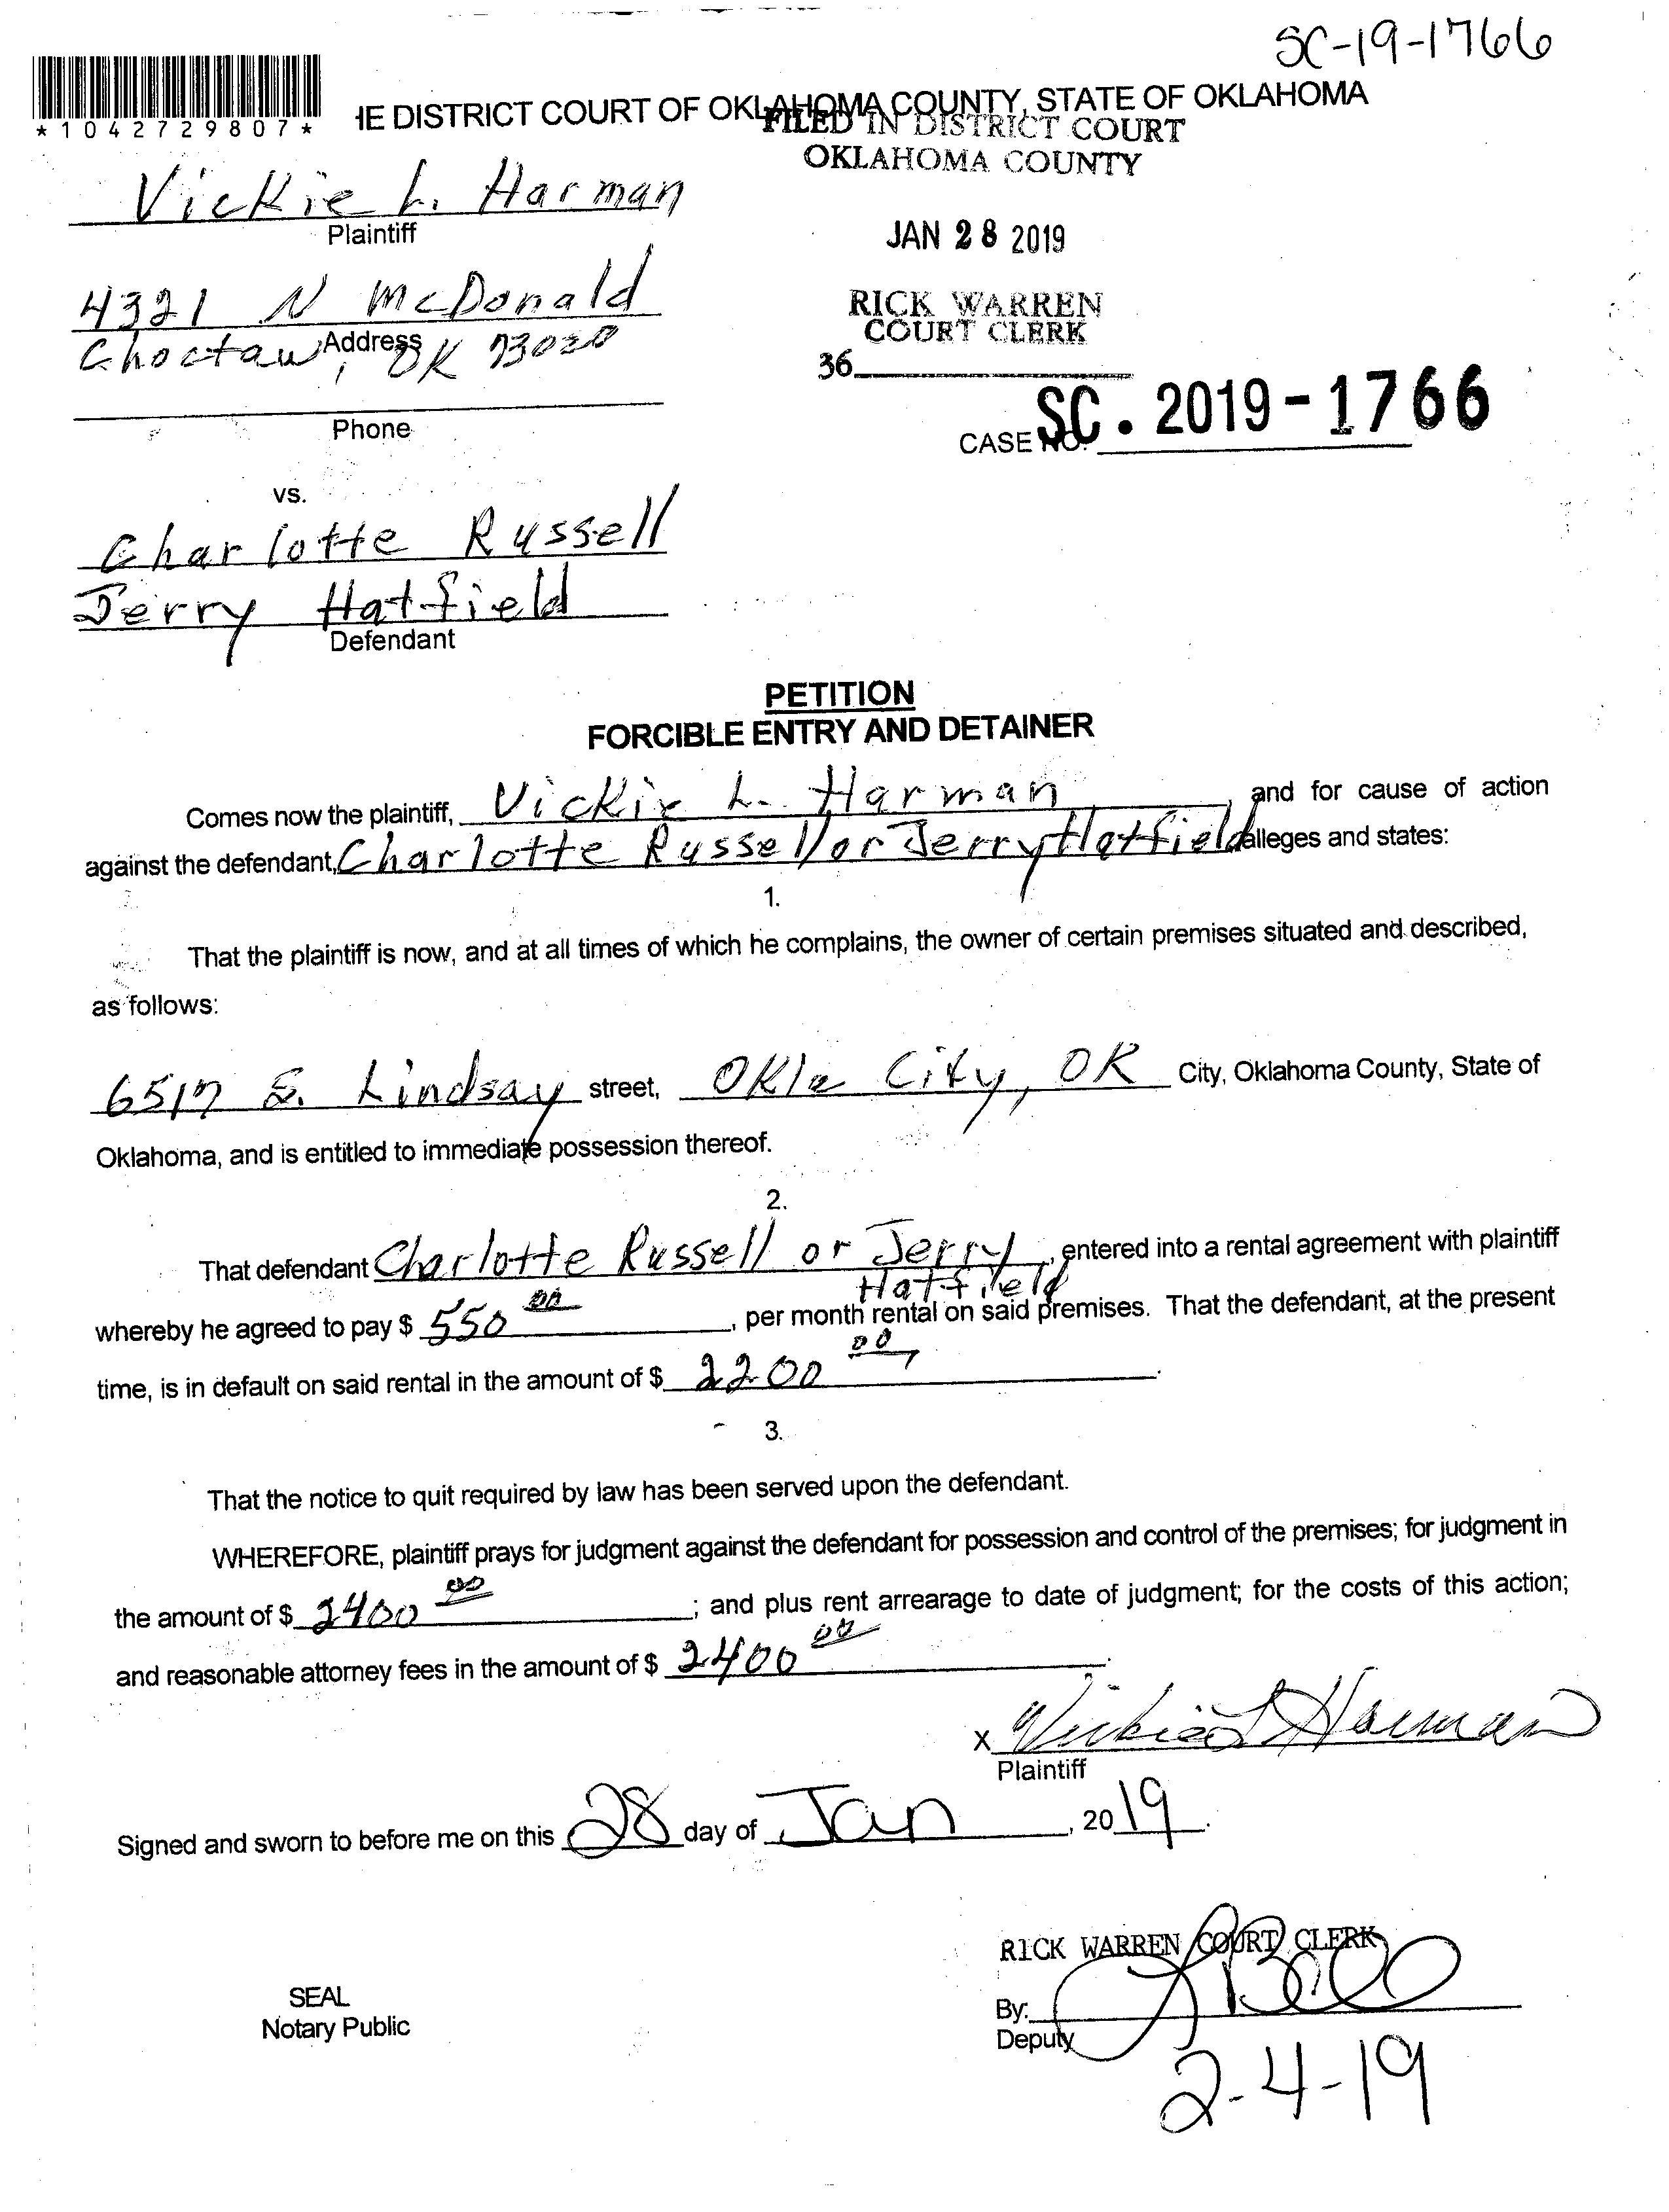 SC-19-1766
*1042729807*
IE DISTRICT COURT OF OKLAHOMA COUNTY, STATE OF OKLAHOMA
FILED IN DISTRICT COURT
OKLAHOMA COUNTY
Vickie L. Harman
Plaintiff
JAN 28 2019
4321 N McDonald
Address
Choctaw, OK 73020
RICK WARREN
COURT CLERK
36
Phone
CASE NO. SC. 2019-1766
vs.
Charlotte Russell
Jerry Hatfield
Defendant
PETITION
FORCIBLE ENTRY AND DETAINER
Comes now the plaintiff, Vickie L. Harman, and for cause of action
against the defendant, Charlotte Russell or Jerry Hatfield alleges and states:
1.
That the plaintiff is now, and at all times of which he complains, the owner of certain premises situated and described,
as follows:
6517 S. Lindsay street, Okla City, OK City, Oklahoma County, State of
Oklahoma, and is entitled to immediate possession thereof.
2.
That defendant Charlotte Russell or Jerry Hatfield, entered into a rental agreement with plaintiff
whereby he agreed to pay $ 550 00, per month rental on said premises. That the defendant, at the present
time, is in default on said rental in the amount of $ 2200 00.
3.
That the notice to quit required by law has been served upon the defendant.
WHEREFORE, plaintiff prays for judgment against the defendant for possession and control of the premises; for judgment in
the amount of $ 2400 00; and plus rent arrearage to date of judgment; for the costs of this action;
and reasonable attorney fees in the amount of $ 2400 00.
x Vickie L Harman
Plaintiff
Signed and sworn to before me on this 28 day of Jan, 2019.
RICK WARREN COURT CLERK
SEAL
Notary Public
By:
Deputy
2-4-19